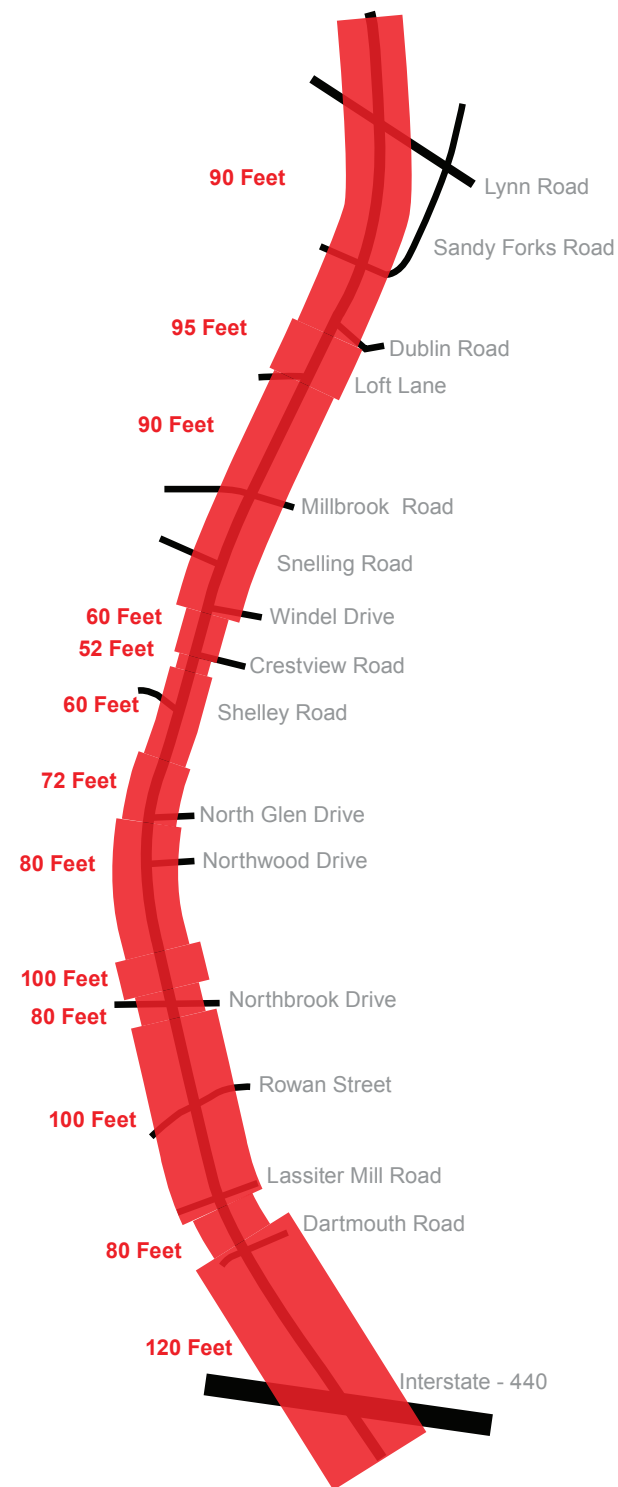 90 Feet
Lynn Road
Sandy Forks Road
95 Feet
Dublin Road
Loft Lane
90 Feet
Millbrook  Road
Snelling Road
60 Feet
Windel Drive
52 Feet
Crestview Road
60 Feet
Shelley Road
72 Feet
North Glen Drive
80 Feet
Northwood Drive
100 Feet
Northbrook Drive
80 Feet
Rowan Street
100 Feet
Lassiter Mill Road
Dartmouth Road
80 Feet
120 Feet
Interstate - 440